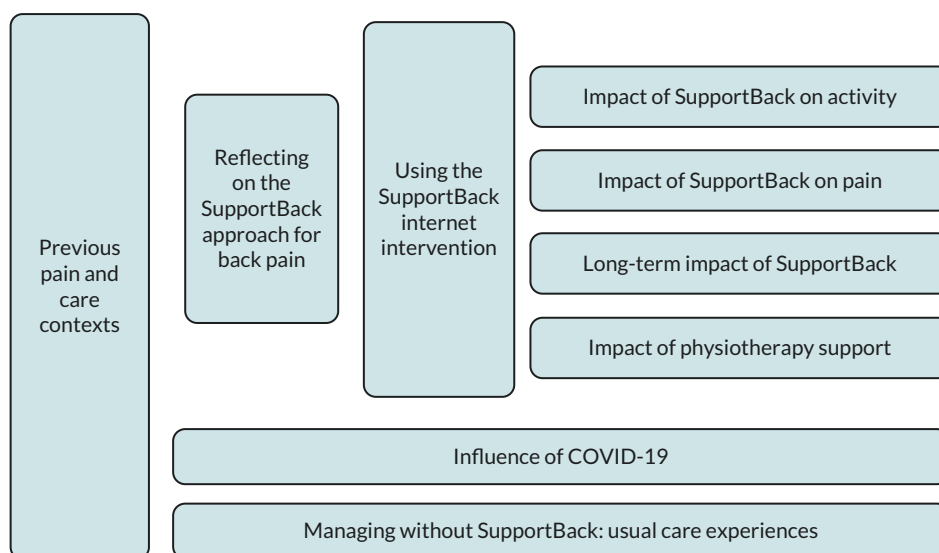 Previous
pain and
care
contexts
Reflecting
on the
SupportBack
approach for
back pain
Using the
SupportBack
internet
intervention
Impact of SupportBack on activity
Impact of SupportBack on pain
Long-term impact of SupportBack
Impact of physiotherapy support
Influence of COVID-19
Managing without SupportBack: usual care experiences